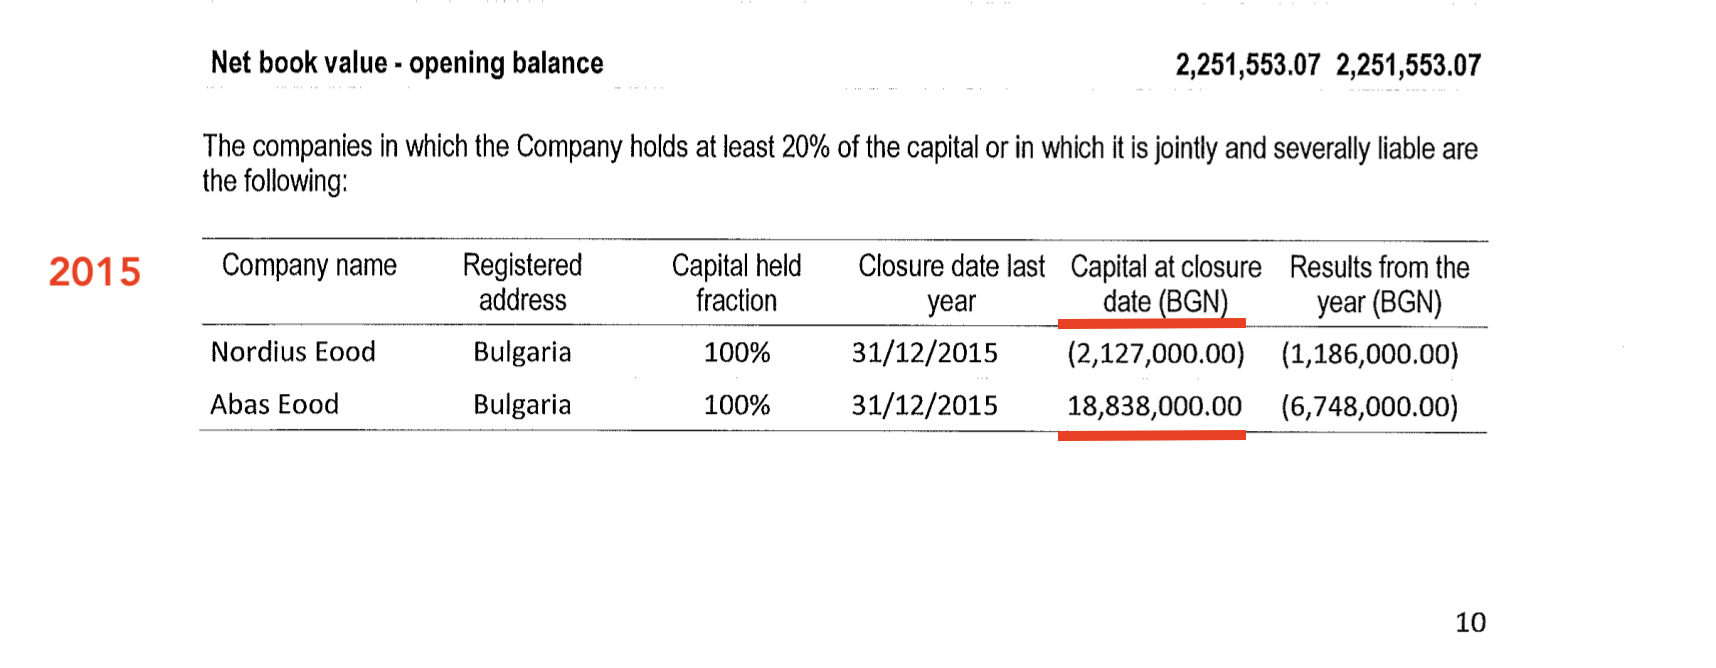 Net book value - opening balance 2,251,553.07 2,251,553.07
The companies in which the Company holds at least 20% of the capital or in which it is jointly and severally liable are
the following:
2015
Company name Registered address Capital held fraction Closure date last year Capital at closure date (BGN) Results from the year (BGN)
Nordius Eood Bulgaria 100% 31/12/2015 (2,127,000.00) (1,186,000.00)
Abas Eood Bulgaria 100% 31/12/2015 18,838,000.00 (6,748,000.00)
10